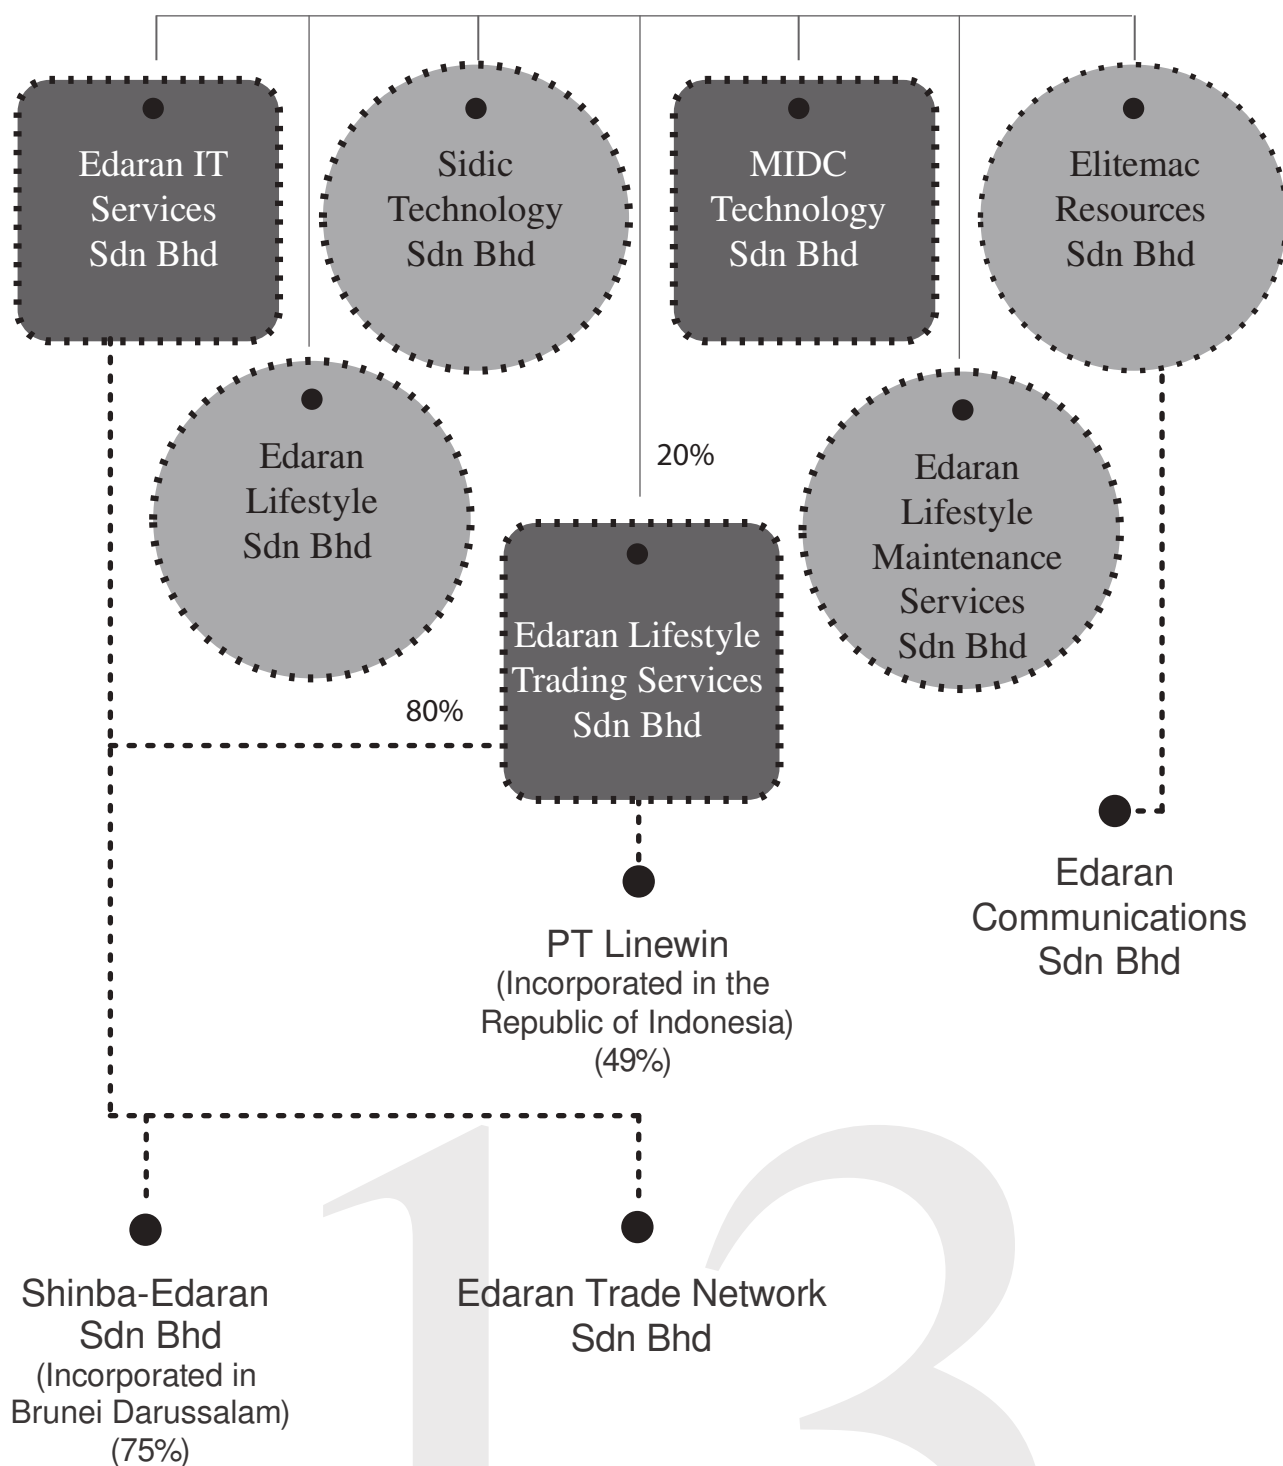 Edaran IT
Services
Sdn Bhd
Sidic
Technology
Sdn Bhd
MIDC
Technology
Sdn Bhd
Elitemac
Resources
Sdn Bhd
Edaran
Lifestyle
Sdn Bhd
20%
Edaran
Lifestyle
Maintenance
Services
Sdn Bhd
Edaran Lifestyle
Trading Services
Sdn Bhd
80%
Edaran
Communications
Sdn Bhd
PT Linewin
(Incorporated in the
Republic of Indonesia)
(49%)
Shinba-Edaran
Sdn Bhd
(Incorporated in
Brunei Darussalam)
(75%)
Edaran Trade Network
Sdn Bhd
13